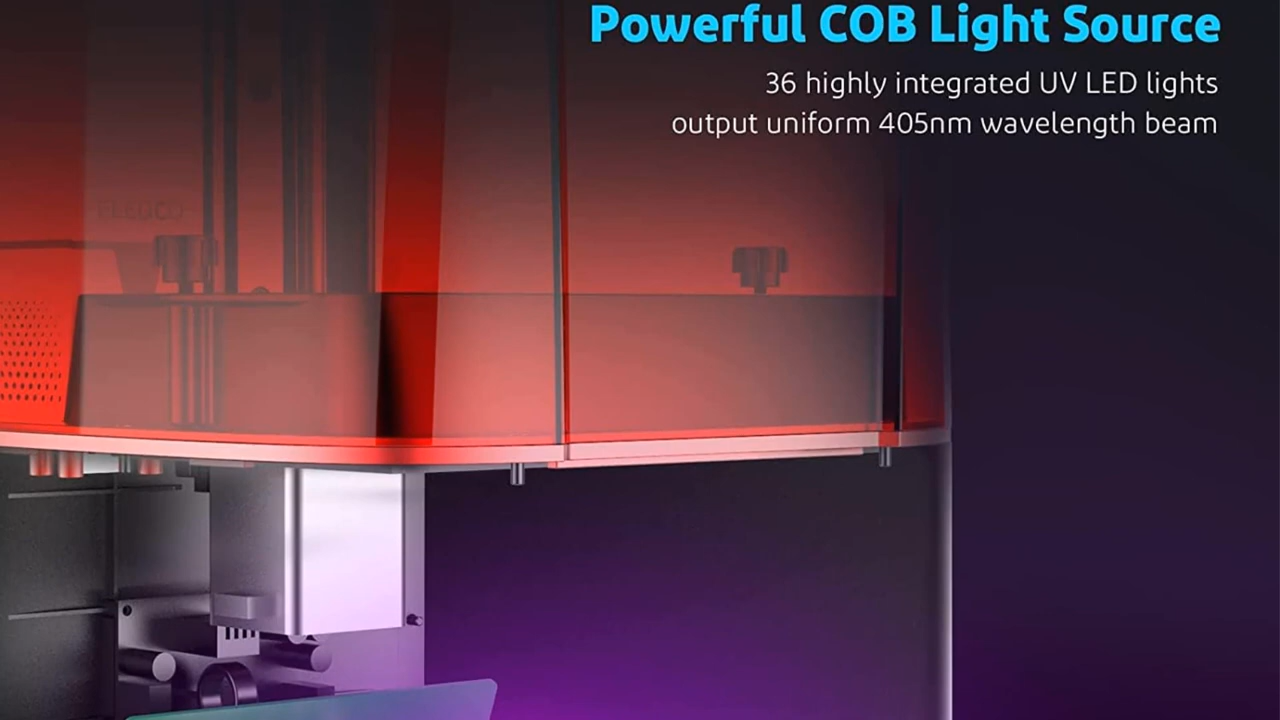 Powerful COB Light Source
36 highly integrated UV LED lights
output uniform 405nm wavelength beam